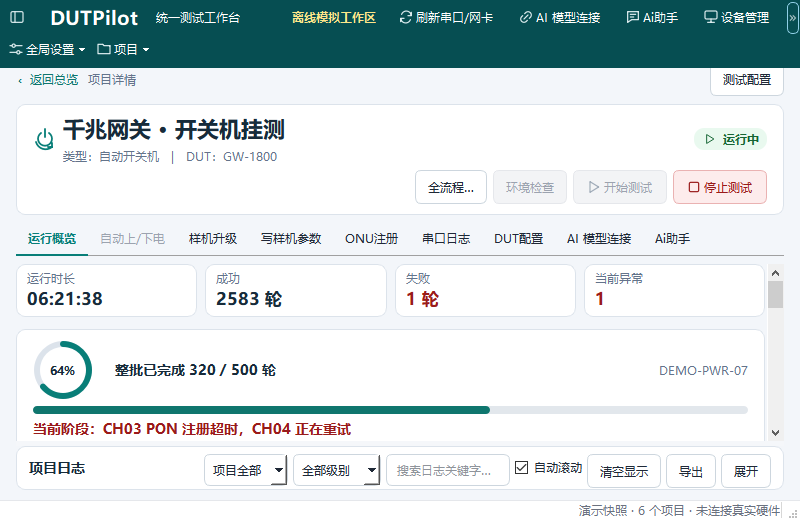 DUTPilot 统一测试工作台 离线模拟工作区 刷新串口/网卡 AI 模型连接 Ai助手 设备管理 »
全局设置 项目
‹ 返回总览 项目详情 测试配置
千兆网关 · 开关机挂测
类型：自动开关机 | DUT：GW-1800
运行中
全流程... 环境检查 开始测试 停止测试
运行概览 自动上/下电 样机升级 写样机参数 ONU注册 串口日志 DUT配置 AI 模型连接 Ai助手
运行时长 成功 失败 当前异常
06:21:38 2583 轮 1 轮 1
64% 整批已完成 320 / 500 轮 DEMO-PWR-07
当前阶段：CH03 PON 注册超时，CH04 正在重试
项目日志 项目全部 全部级别 搜索日志关键字... 自动滚动 清空显示 导出 展开
演示快照 · 6 个项目 · 未连接真实硬件